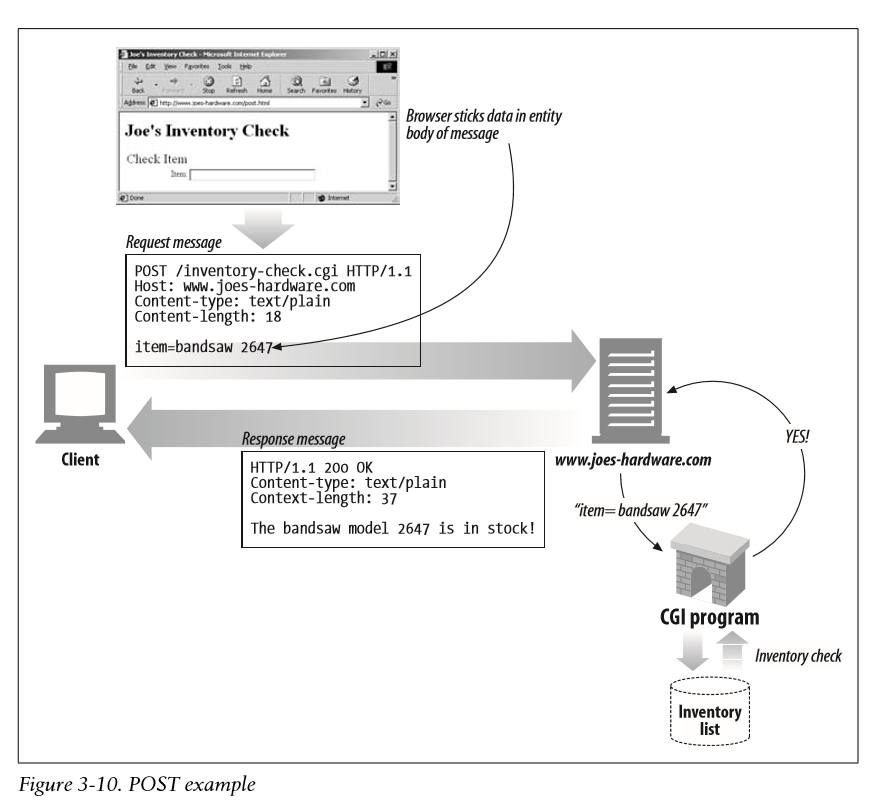 Joe's Inventory Check - Microsoft Internet Explorer
File Edit View Favorites Tools Help
Back Forward Stop Refresh Home Search Favorites History
Address http://www.joes-hardware.com/post.html Go
Joe's Inventory Check
Check Item
Item:
Done Internet
Browser sticks data in entity
body of message
Request message
POST /inventory-check.cgi HTTP/1.1
Host: www.joes-hardware.com
Content-type: text/plain
Content-length: 18
item=bandsaw 2647
Client
Response message
HTTP/1.1 200 OK
Content-type: text/plain
Context-length: 37
The bandsaw model 2647 is in stock!
www.joes-hardware.com
YES!
“item= bandsaw 2647”
CGI program
Inventory check
Inventory
list
Figure 3-10. POST example